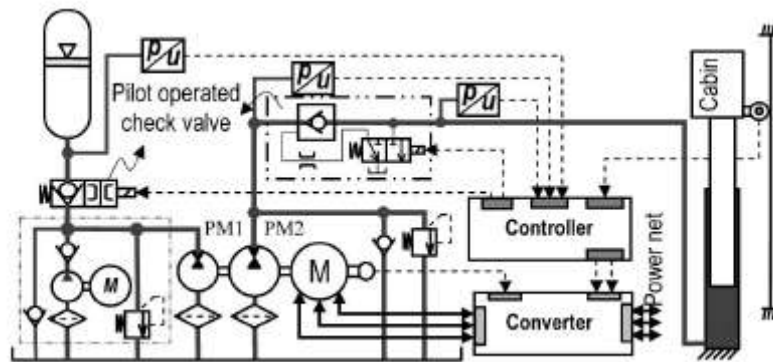 p/u
p/u
p/u
Pilot operated
check valve
Cabin
W
W
W
PM1
PM2
M
M
W
W
Controller
Converter
Power net
m